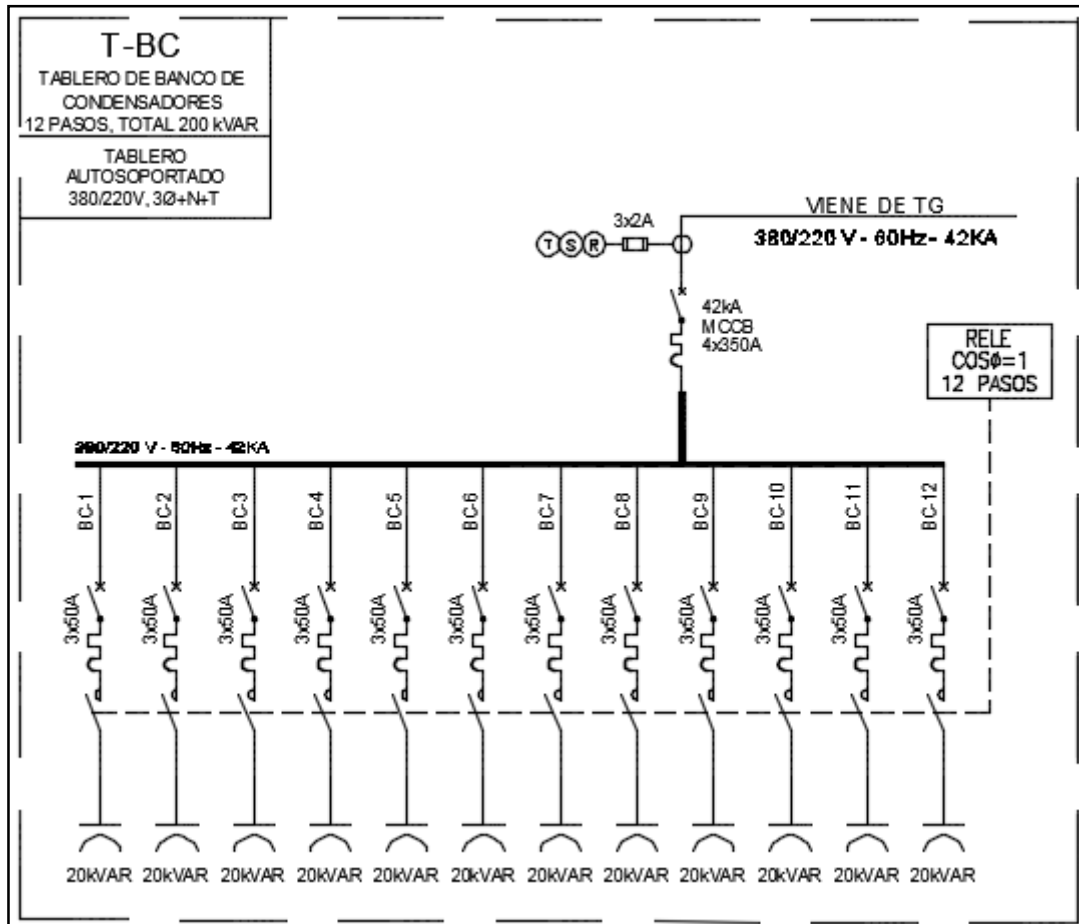 T-BC
TABLERO DE BANCO DE
CONDENSADORES
12 PASOS, TOTAL 200 kVAR
TABLERO
AUTOSOPORTADO
380/220V, 3Ø+N+T
VIENE DE TG
380/220 V - 60Hz - 42KA
3x2A
T S R
42kA
MCCB
4x350A
RELE
COSø=1
12 PASOS
380/220 V - 60Hz - 42KA
BC-1 BC-2 BC-3 BC-4 BC-5 BC-6 BC-7 BC-8 BC-9 BC-10 BC-11 BC-12
3x50A 3x50A 3x50A 3x50A 3x50A 3x50A 3x50A 3x50A 3x50A 3x50A 3x50A 3x50A
20kVAR 20kVAR 20kVAR 20kVAR 20kVAR 20kVAR 20kVAR 20kVAR 20kVAR 20kVAR 20kVAR 20kVAR